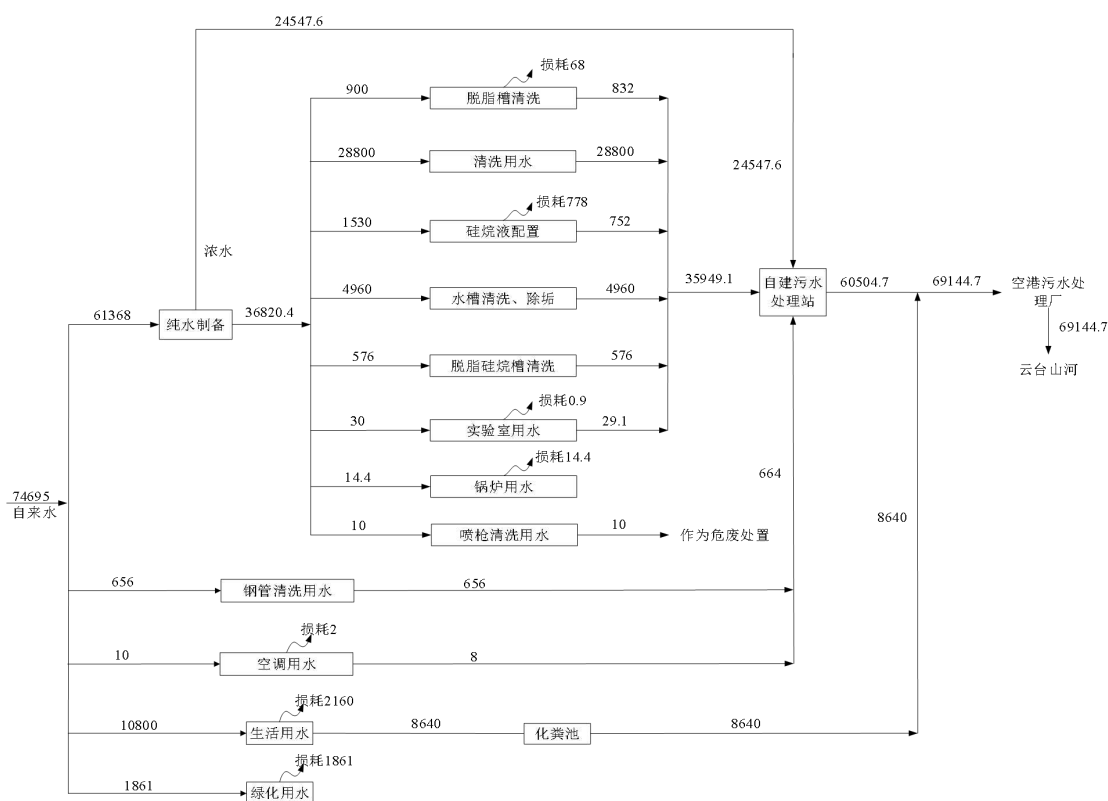 24547.6
损耗68
900
脱脂槽清洗
832
28800
清洗用水
28800
24547.6
损耗778
1530
硅烷液配置
752
浓水
4960
水槽清洗、除垢
4960
35949.1
自建污水
处理站
60504.7
69144.7
空港污水处
理厂
61368
纯水制备
36820.4
69144.7
576
脱脂硅烷槽清洗
576
云台山河
损耗0.9
30
实验室用水
29.1
损耗14.4
14.4
锅炉用水
664
74695
自来水
8640
10
喷枪清洗用水
10
作为危废处置
656
钢管清洗用水
656
损耗2
10
空调用水
8
损耗2160
10800
生活用水
8640
化粪池
8640
损耗1861
1861
绿化用水